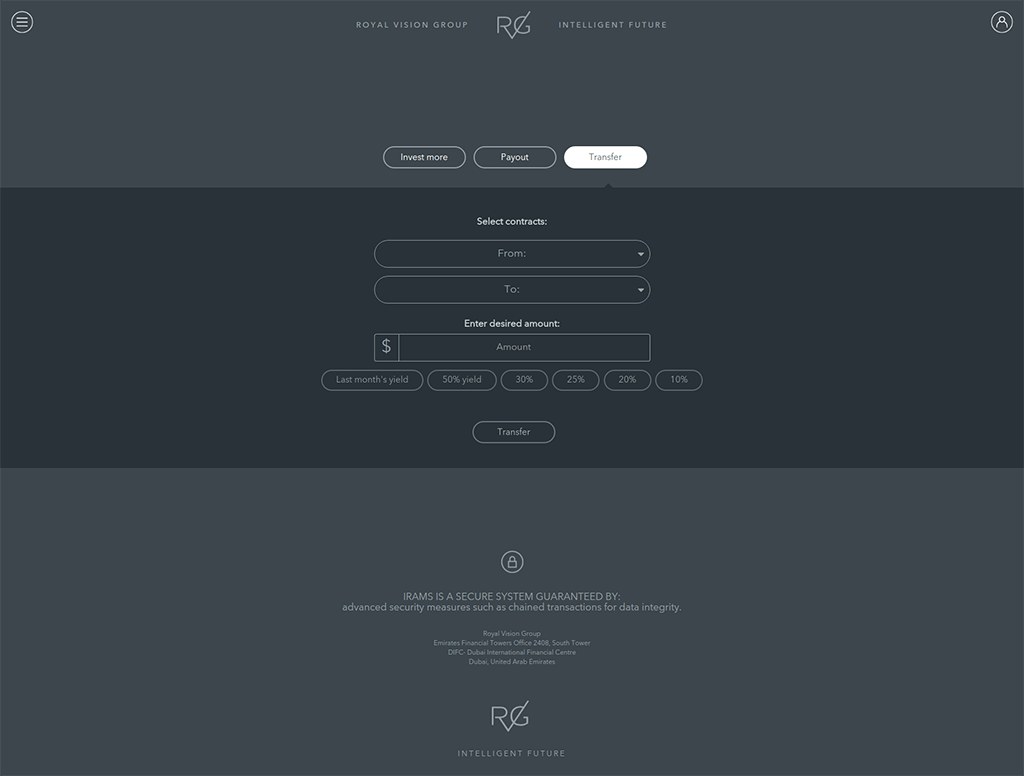 ROYAL VISION GROUP RVG INTELLIGENT FUTURE
Invest more Payout Transfer
Select contracts:
From:
To:
Enter desired amount:
$ Amount
Last month's yield 50% yield 30% 25% 20% 10%
Transfer
IRAMS IS A SECURE SYSTEM GUARANTEED BY:
advanced security measures such as chained transactions for data integrity.
Royal Vision Group
Emirates Financial Towers Office 2408, South Tower
DIFC- Dubai International Financial Centre
Dubai, United Arab Emirates
RVG
INTELLIGENT FUTURE